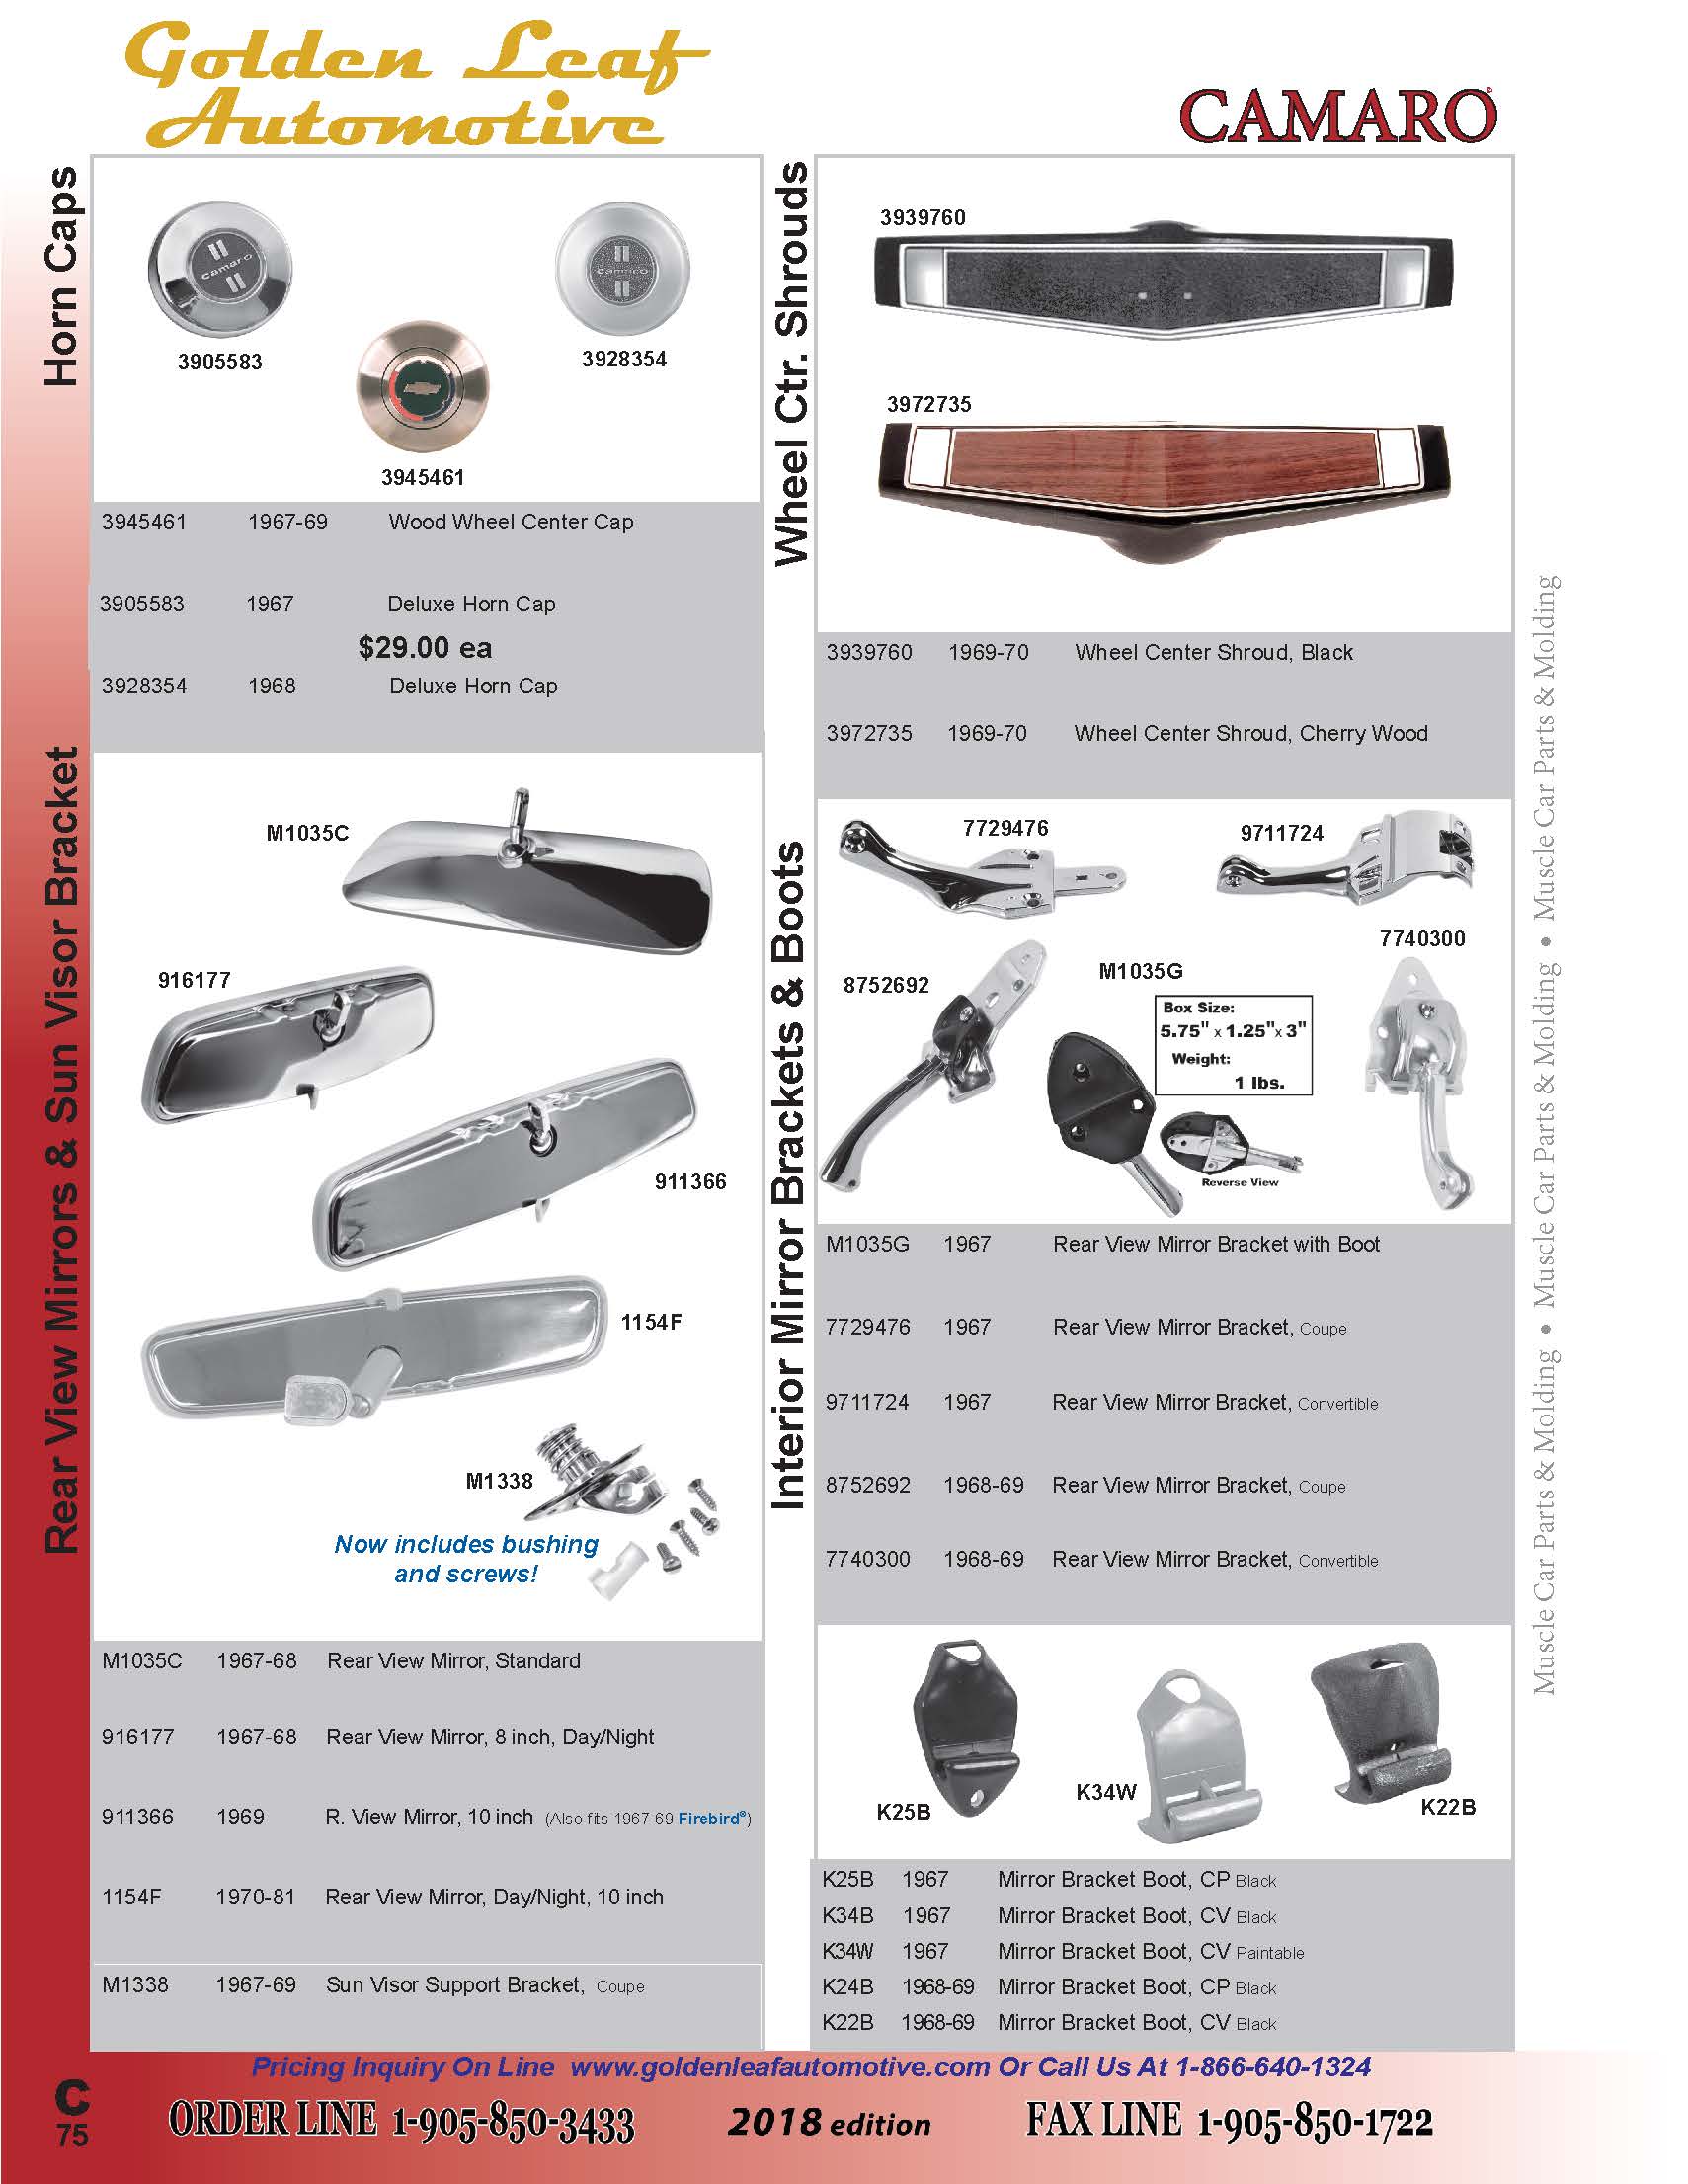 Golden Leaf
Automotive
CAMARO®
Horn Caps
3905583
3928354
3945461
3945461 1967-69 Wood Wheel Center Cap
3905583 1967 Deluxe Horn Cap
$29.00 ea
3928354 1968 Deluxe Horn Cap
Rear View Mirrors & Sun Visor Bracket
M1035C
916177
911366
1154F
M1338
Now includes bushing
and screws!
M1035C 1967-68 Rear View Mirror, Standard
916177 1967-68 Rear View Mirror, 8 inch, Day/Night
911366 1969 R. View Mirror, 10 inch (Also fits 1967-69 Firebird®)
1154F 1970-81 Rear View Mirror, Day/Night, 10 inch
M1338 1967-69 Sun Visor Support Bracket, Coupe
Wheel Ctr. Shrouds
3939760
3972735
3939760 1969-70 Wheel Center Shroud, Black
3972735 1969-70 Wheel Center Shroud, Cherry Wood
Interior Mirror Brackets & Boots
7729476
9711724
7740300
8752692
M1035G
Box Size:
5.75" x 1.25"x 3"
Weight:
1 lbs.
Reverse View
M1035G 1967 Rear View Mirror Bracket with Boot
7729476 1967 Rear View Mirror Bracket, Coupe
9711724 1967 Rear View Mirror Bracket, Convertible
8752692 1968-69 Rear View Mirror Bracket, Coupe
7740300 1968-69 Rear View Mirror Bracket, Convertible
K25B
K34W
K22B
K25B 1967 Mirror Bracket Boot, CP Black
K34B 1967 Mirror Bracket Boot, CV Black
K34W 1967 Mirror Bracket Boot, CV Paintable
K24B 1968-69 Mirror Bracket Boot, CP Black
K22B 1968-69 Mirror Bracket Boot, CV Black
Muscle Car Parts & Molding • Muscle Car Parts & Molding • Muscle Car Parts & Molding
Pricing Inquiry On Line www.goldenleafautomotive.com Or Call Us At 1-866-640-1324
C
75
ORDER LINE 1-905-850-3433 2018 edition FAX LINE 1-905-850-1722
camaro
camaro